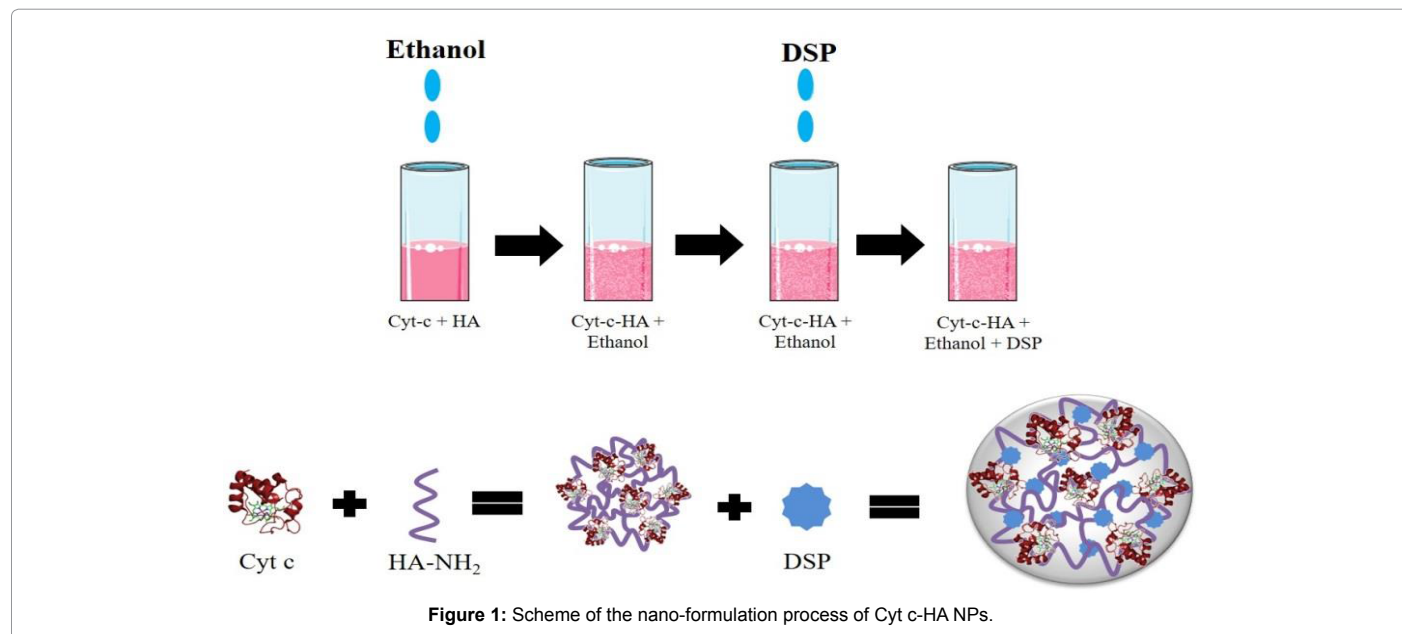 Ethanol
DSP
Cyt-c + HA
Cyt-c-HA +
Ethanol
Cyt-c-HA +
Ethanol
Cyt-c-HA +
Ethanol + DSP
Cyt c
HA-NH₂
DSP
Figure 1: Scheme of the nano-formulation process of Cyt c-HA NPs.